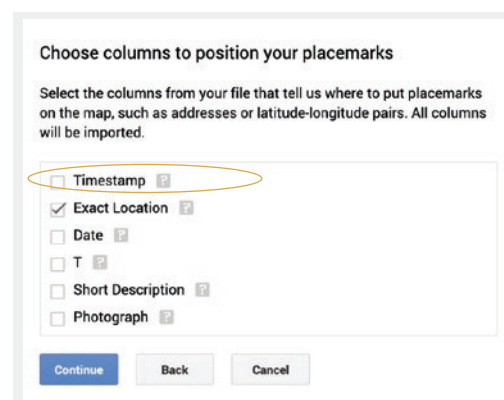 Choose columns to position your placemarks
Select the columns from your file that tell us where to put placemarks
on the map, such as addresses or latitude-longitude pairs. All columns
will be imported.
Timestamp ?
Exact Location ?
Date ?
T ?
Short Description ?
Photograph ?
Continue Back Cancel